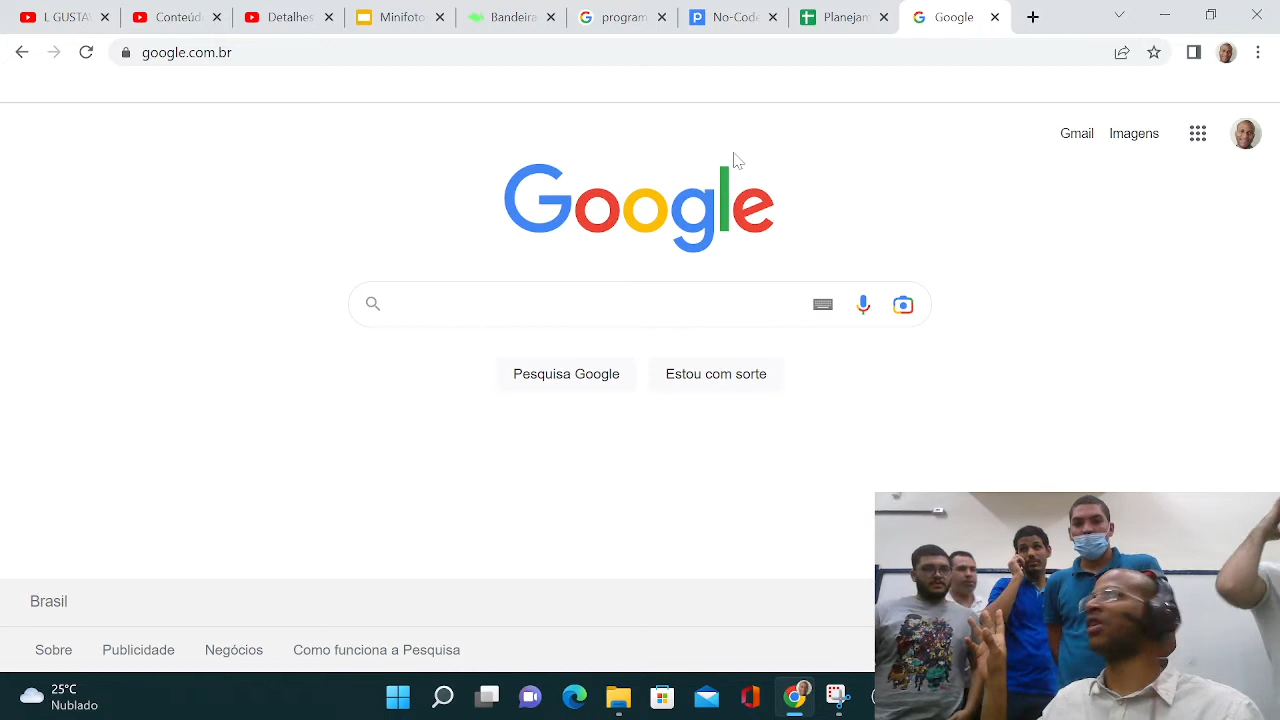 I. GUSTAV
Conteúd
Detalhes
Minifoto
Bandeira
program
No-Code
Planejam
Google
google.com.br
Gmail
Imagens
Google
Pesquisa Google
Estou com sorte
Brasil
Sobre
Publicidade
Negócios
Como funciona a Pesquisa
25°C
Nublado